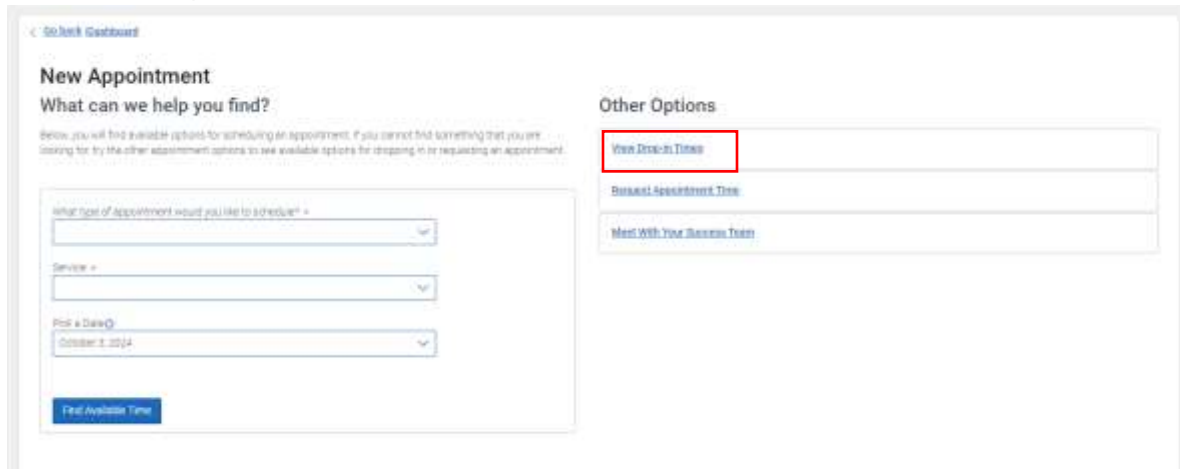 Go back Dashboard
New Appointment
What can we help you find?
Below, you will find available options for scheduling an appointment. If you cannot find something that you are
looking for, try the other appointment options to see available options for dropping in or requesting an appointment.
What type of appointment would you like to schedule? *
Service *
Pick a Date
October 3, 2024
Find Available Time
Other Options
View Drop-In Times
Request Appointment Time
Meet With Your Success Team